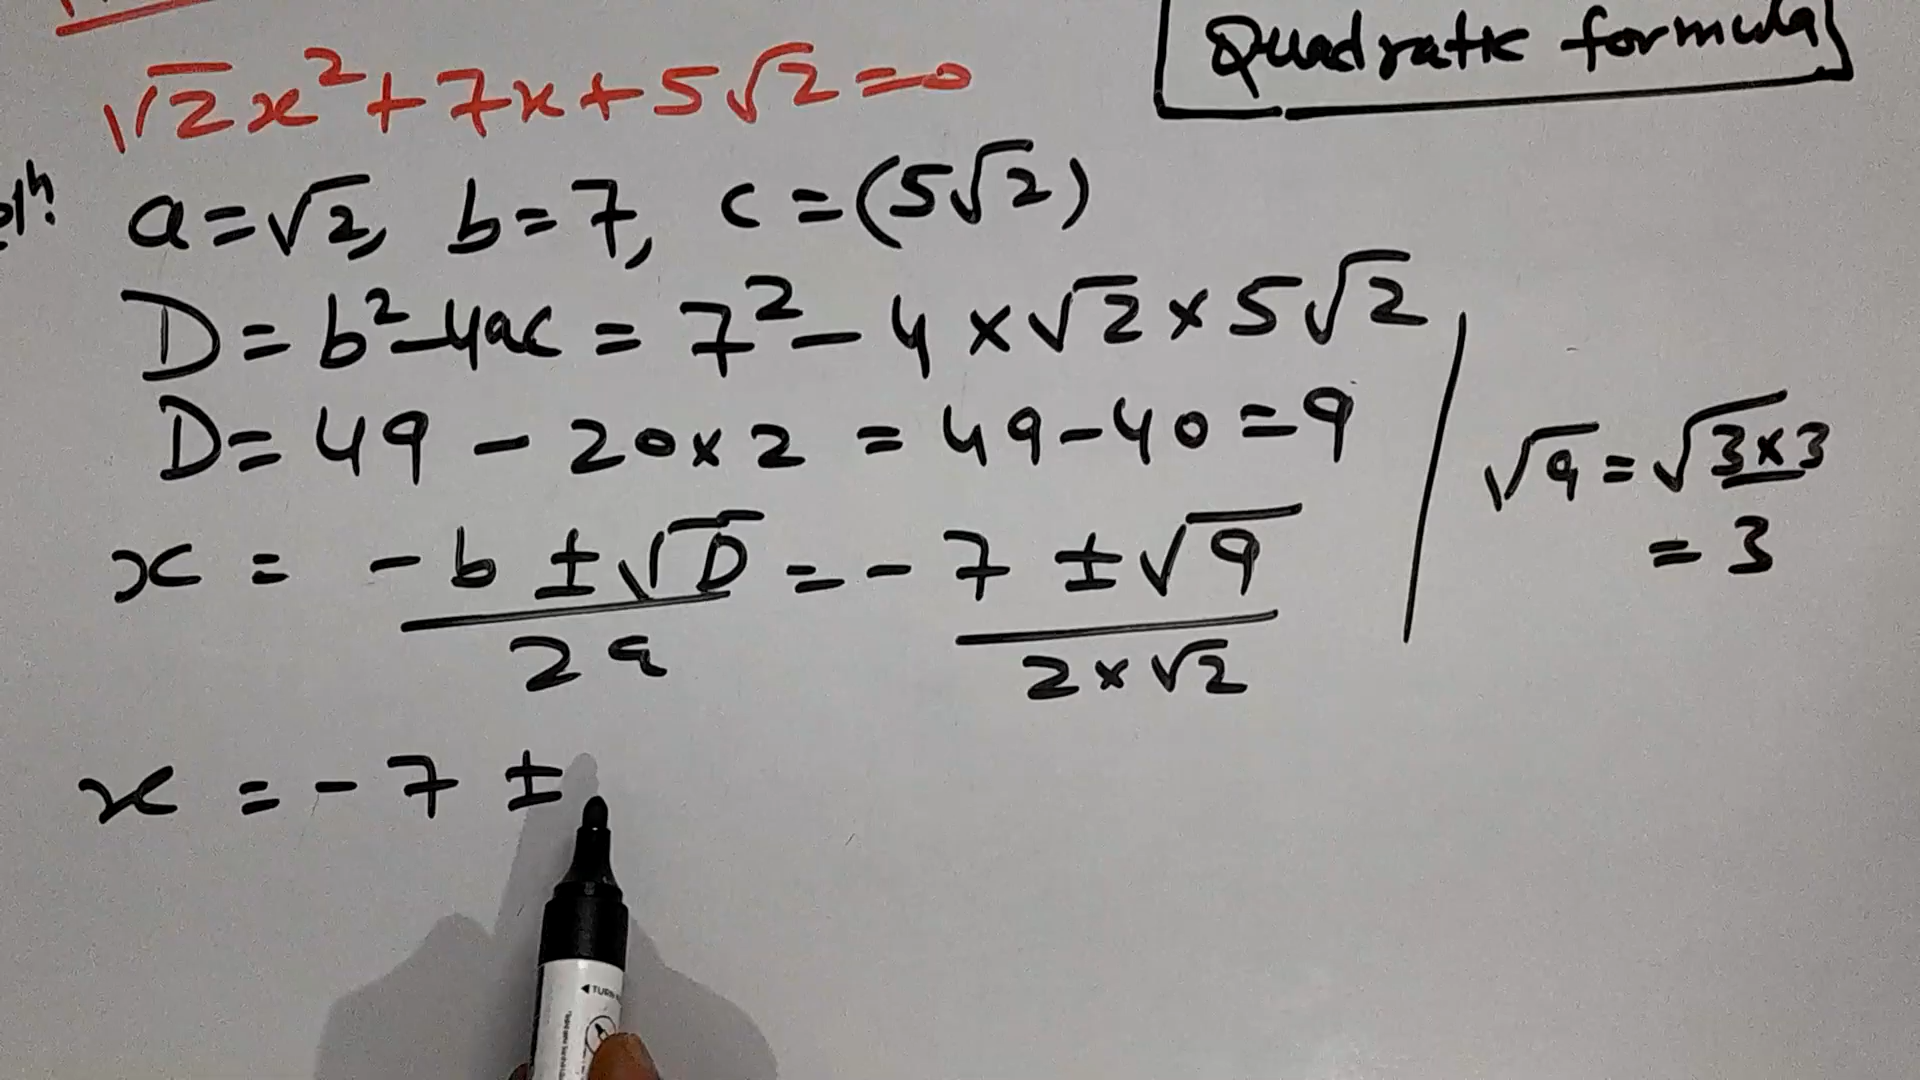 Quadratic formula
√2x²+7x+5√2=0
a=√2, b=7, c=(5√2)
D=b²-4ac=7²-4×√2×5√2
D=49-20×2=49-40=9
√9=√3×3
=3
x=-b±√D/2a=-7±√9/2×√2
x=-7±
TURN